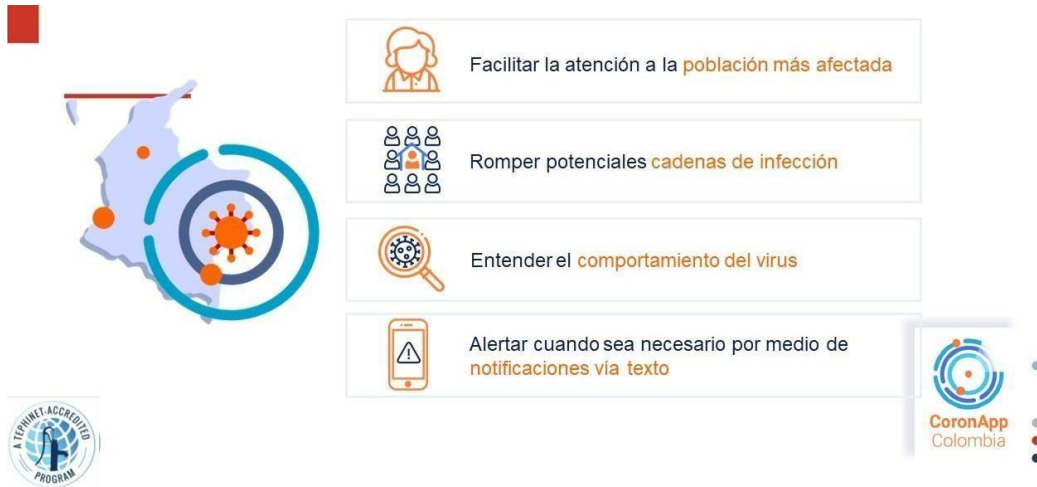 Facilitar la atención a la población más afectada
Romper potenciales cadenas de infección
Entender el comportamiento del virus
Alertar cuando sea necesario por medio de
notificaciones vía texto
CoronApp
Colombia
A TEPHINET-ACCREDITED
PROGRAM